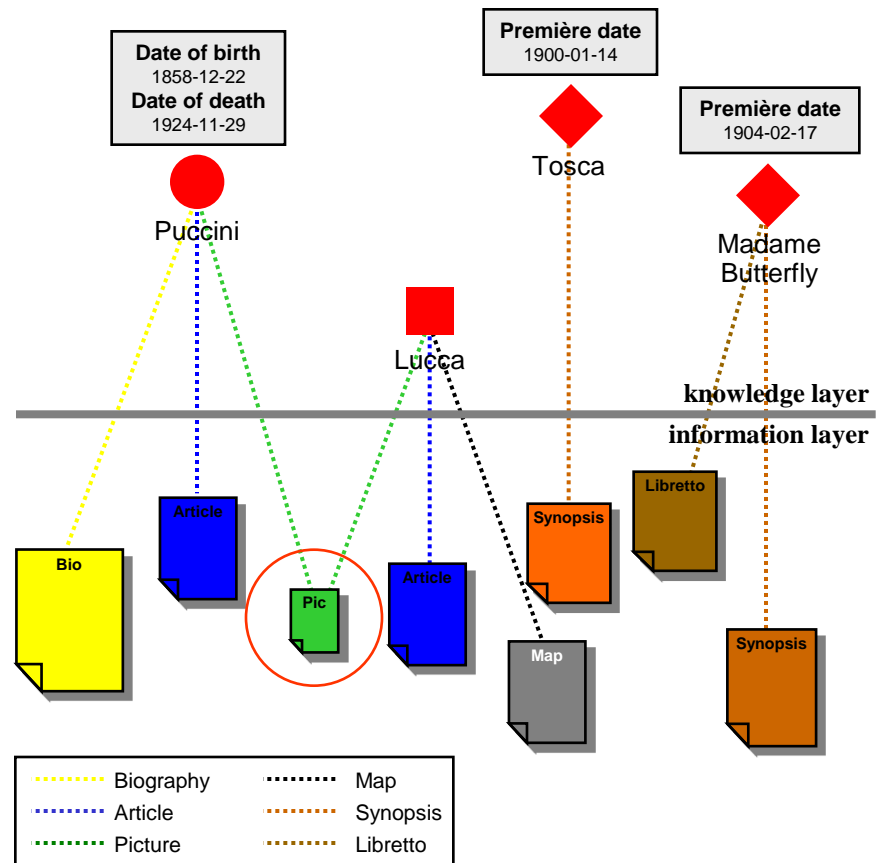 Date of birth
1858-12-22
Date of death
1924-11-29
Première date
1900-01-14
Première date
1904-02-17
Tosca
Puccini
Madame
Butterfly
Lucca
knowledge layer
information layer
Article
Libretto
Synopsis
Bio
Pic
Article
Map
Synopsis
Biography
Map
Article
Synopsis
Picture
Libretto